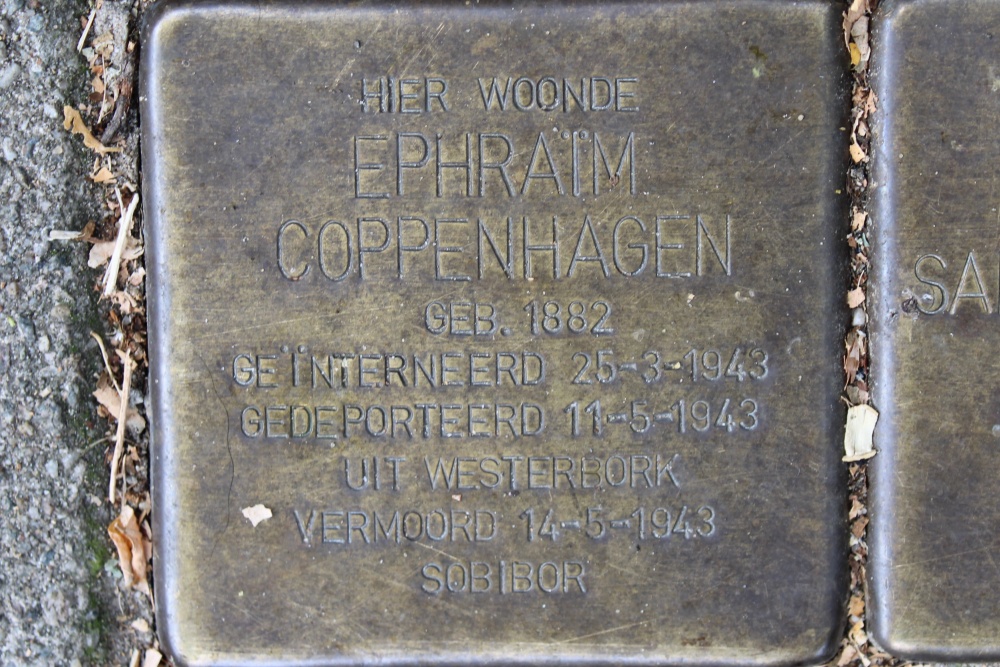 HIER WOONDE
EPHRAÏM
COPPENHAGEN
GEB. 1882
GEÏNTERNEERD 25-3-1943
GEDEPORTEERD 11-5-1943
UIT WESTERBORK
VERMOORD 14-5-1943
SOBIBOR
SA